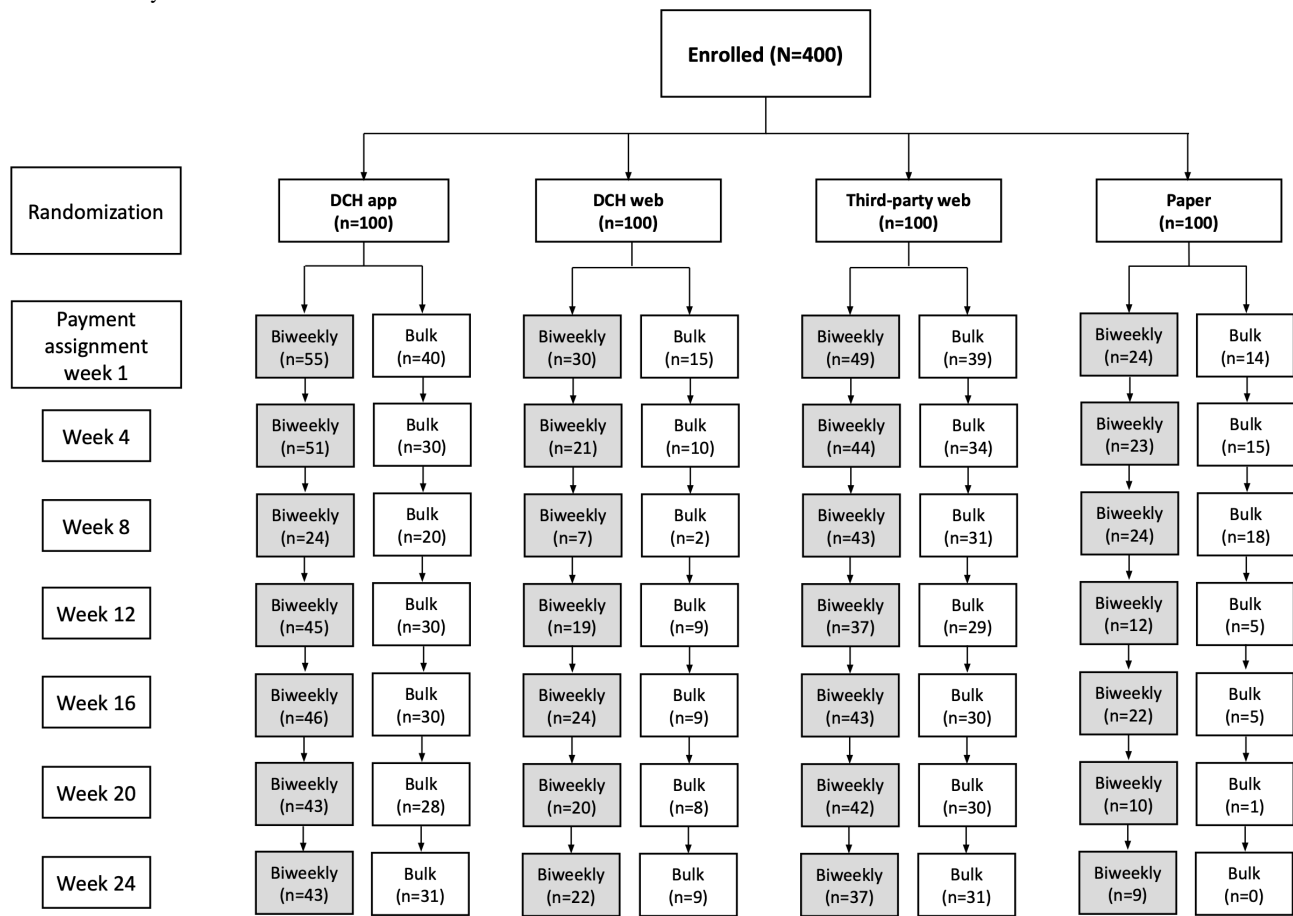 Enrolled (N=400)
Randomization
DCH app
(n=100)
DCH web
(n=100)
Third-party web
(n=100)
Paper
(n=100)
Payment
assignment
week 1
Biweekly
(n=55)
Bulk
(n=40)
Biweekly
(n=30)
Bulk
(n=15)
Biweekly
(n=49)
Bulk
(n=39)
Biweekly
(n=24)
Bulk
(n=14)
Week 4
Biweekly
(n=51)
Bulk
(n=30)
Biweekly
(n=21)
Bulk
(n=10)
Biweekly
(n=44)
Bulk
(n=34)
Biweekly
(n=23)
Bulk
(n=15)
Week 8
Biweekly
(n=24)
Bulk
(n=20)
Biweekly
(n=7)
Bulk
(n=2)
Biweekly
(n=43)
Bulk
(n=31)
Biweekly
(n=24)
Bulk
(n=18)
Week 12
Biweekly
(n=45)
Bulk
(n=30)
Biweekly
(n=19)
Bulk
(n=9)
Biweekly
(n=37)
Bulk
(n=29)
Biweekly
(n=12)
Bulk
(n=5)
Week 16
Biweekly
(n=46)
Bulk
(n=30)
Biweekly
(n=24)
Bulk
(n=9)
Biweekly
(n=43)
Bulk
(n=30)
Biweekly
(n=22)
Bulk
(n=5)
Week 20
Biweekly
(n=43)
Bulk
(n=28)
Biweekly
(n=20)
Bulk
(n=8)
Biweekly
(n=42)
Bulk
(n=30)
Biweekly
(n=10)
Bulk
(n=1)
Week 24
Biweekly
(n=43)
Bulk
(n=31)
Biweekly
(n=22)
Bulk
(n=9)
Biweekly
(n=37)
Bulk
(n=31)
Biweekly
(n=9)
Bulk
(n=0)